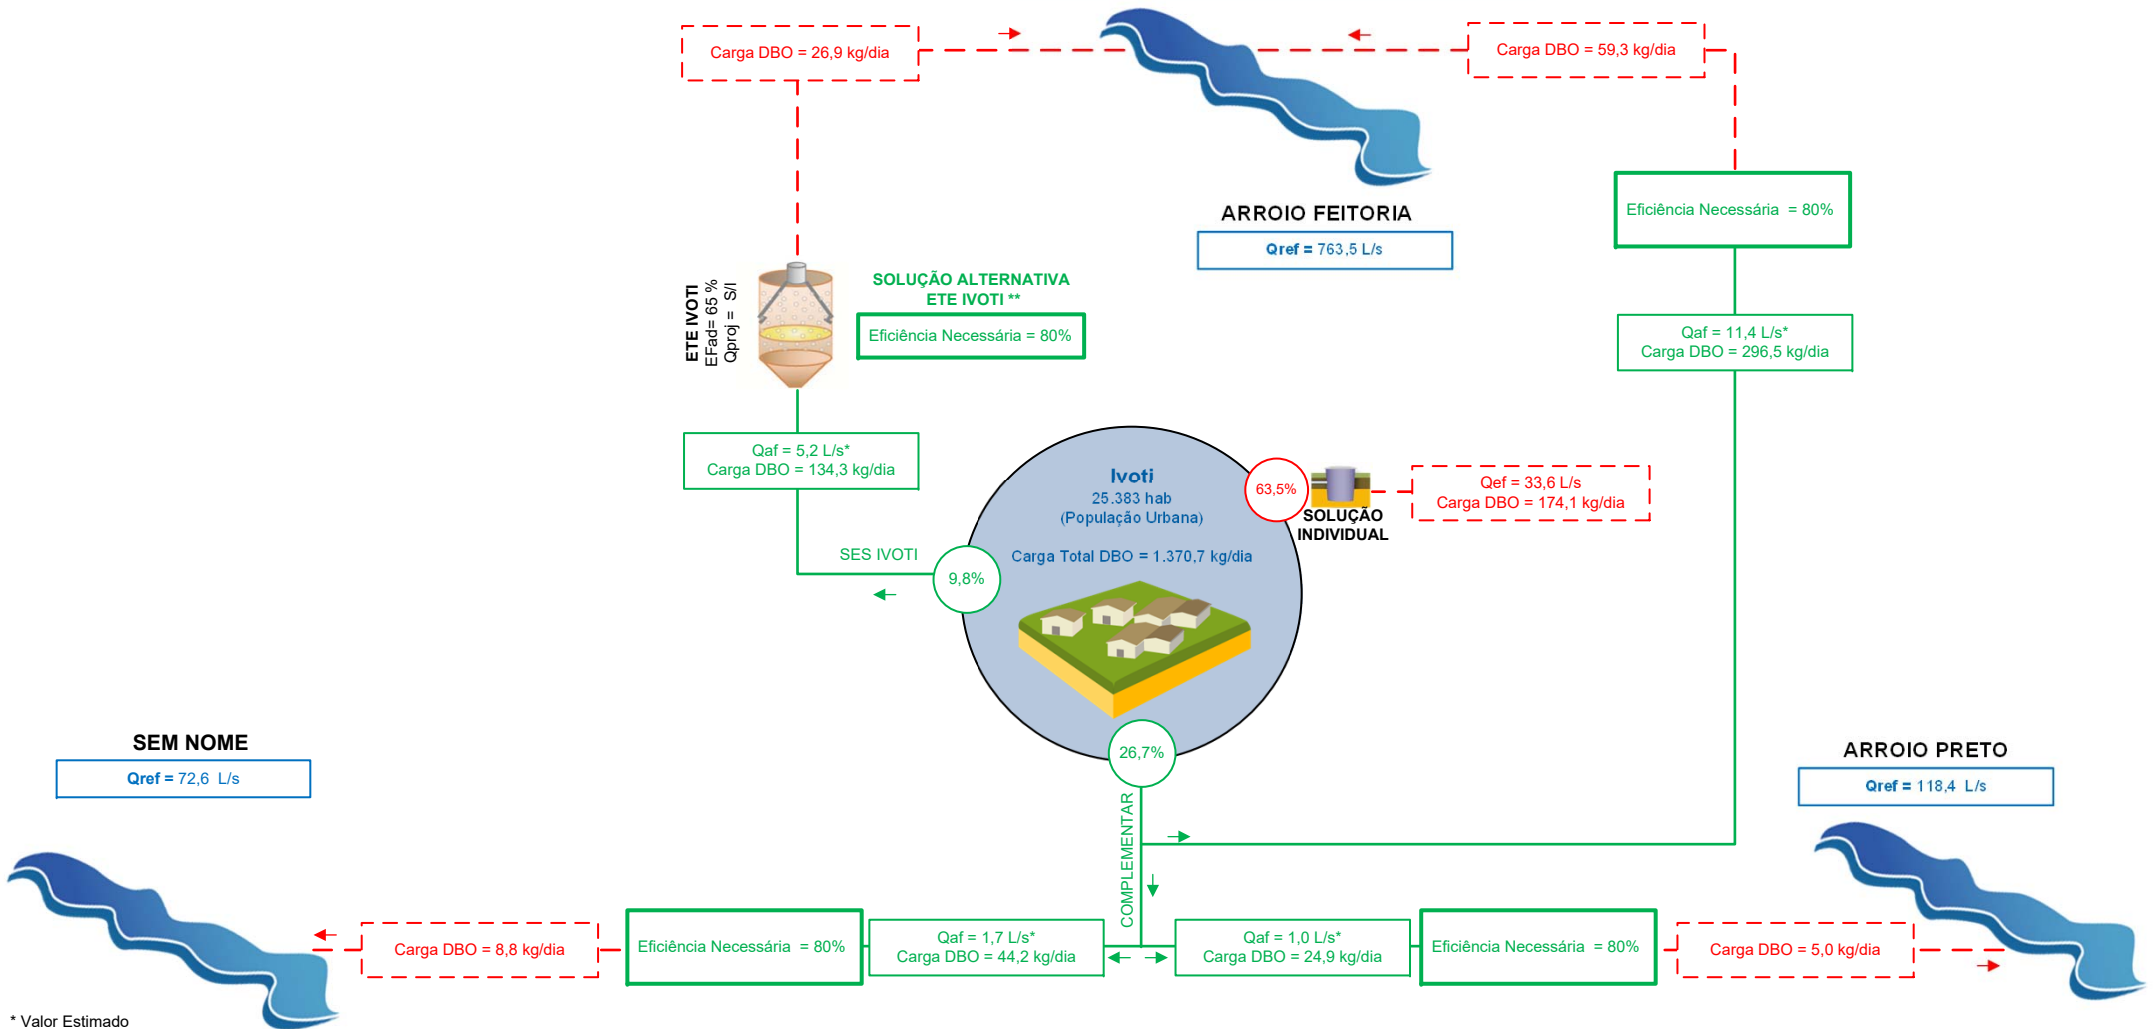 Carga DBO = 26,9 kg/dia
Carga DBO = 59,3 kg/dia
ARROIO FEITORIA
Qref = 763,5 L/s
Eficiência Necessária = 80%
ETE IVOTI
EFad= 65 %
Qproj = S/I
SOLUÇÃO ALTERNATIVA
ETE IVOTI **
Eficiência Necessária = 80%
Qaf = 11,4 L/s*
Carga DBO = 296,5 kg/dia
Qaf = 5,2 L/s*
Carga DBO = 134,3 kg/dia
Ivoti
25.383 hab
(População Urbana)
Carga Total DBO = 1.370,7 kg/dia
63,5%
SOLUÇÃO
INDIVIDUAL
Qef = 33,6 L/s
Carga DBO = 174,1 kg/dia
SES IVOTI
9,8%
26,7%
COMPLEMENTAR
SEM NOME
Qref = 72,6 L/s
ARROIO PRETO
Qref = 118,4 L/s
Carga DBO = 8,8 kg/dia
Eficiência Necessária = 80%
Qaf = 1,7 L/s*
Carga DBO = 44,2 kg/dia
Qaf = 1,0 L/s*
Carga DBO = 24,9 kg/dia
Eficiência Necessária = 80%
Carga DBO = 5,0 kg/dia
* Valor Estimado